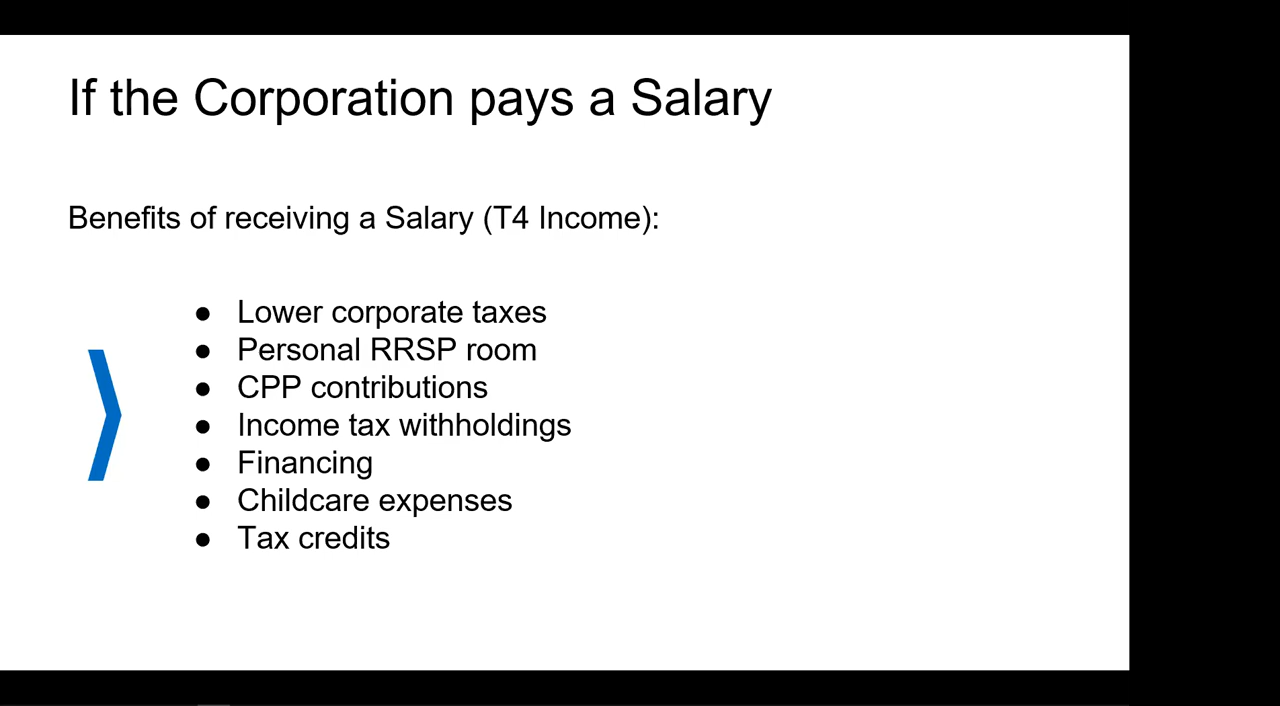 If the Corporation pays a Salary
Benefits of receiving a Salary (T4 Income):
● Lower corporate taxes
● Personal RRSP room
● CPP contributions
● Income tax withholdings
● Financing
● Childcare expenses
● Tax credits